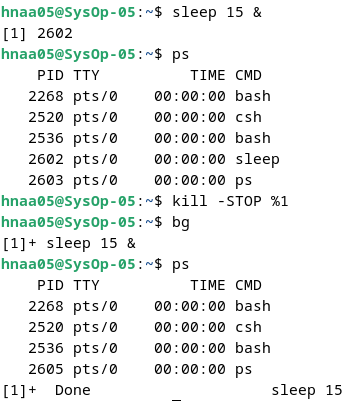 hnaa05@SysOp-05:~$ sleep 15 &
[1] 2602
hnaa05@SysOp-05:~$ ps
    PID TTY          TIME CMD
   2268 pts/0    00:00:00 bash
   2520 pts/0    00:00:00 csh
   2536 pts/0    00:00:00 bash
   2602 pts/0    00:00:00 sleep
   2603 pts/0    00:00:00 ps
hnaa05@SysOp-05:~$ kill -STOP %1
hnaa05@SysOp-05:~$ bg
[1]+ sleep 15 &
hnaa05@SysOp-05:~$ ps
    PID TTY          TIME CMD
   2268 pts/0    00:00:00 bash
   2520 pts/0    00:00:00 csh
   2536 pts/0    00:00:00 bash
   2605 pts/0    00:00:00 ps
[1]+  Done       _          sleep 15